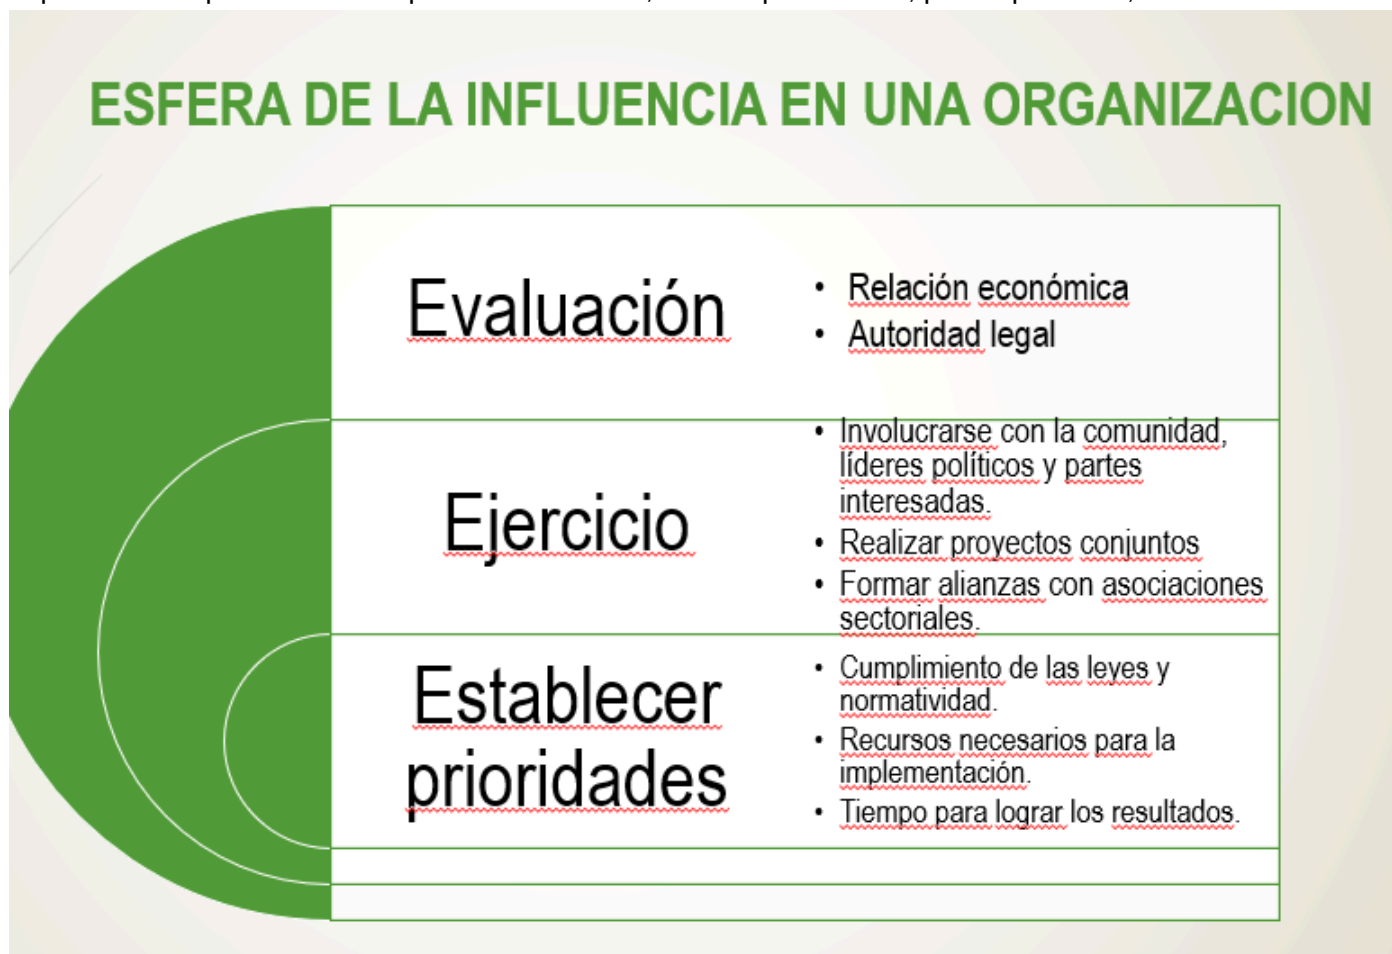 ESFERA DE LA INFLUENCIA EN UNA ORGANIZACION
Evaluación
• Relación económica
• Autoridad legal
Ejercicio
• Involucrarse con la comunidad,
líderes políticos y partes
interesadas.
• Realizar proyectos conjuntos
• Formar alianzas con asociaciones
sectoriales.
Establecer
prioridades
• Cumplimiento de las leyes y
normatividad.
• Recursos necesarios para la
implementación.
• Tiempo para lograr los resultados.